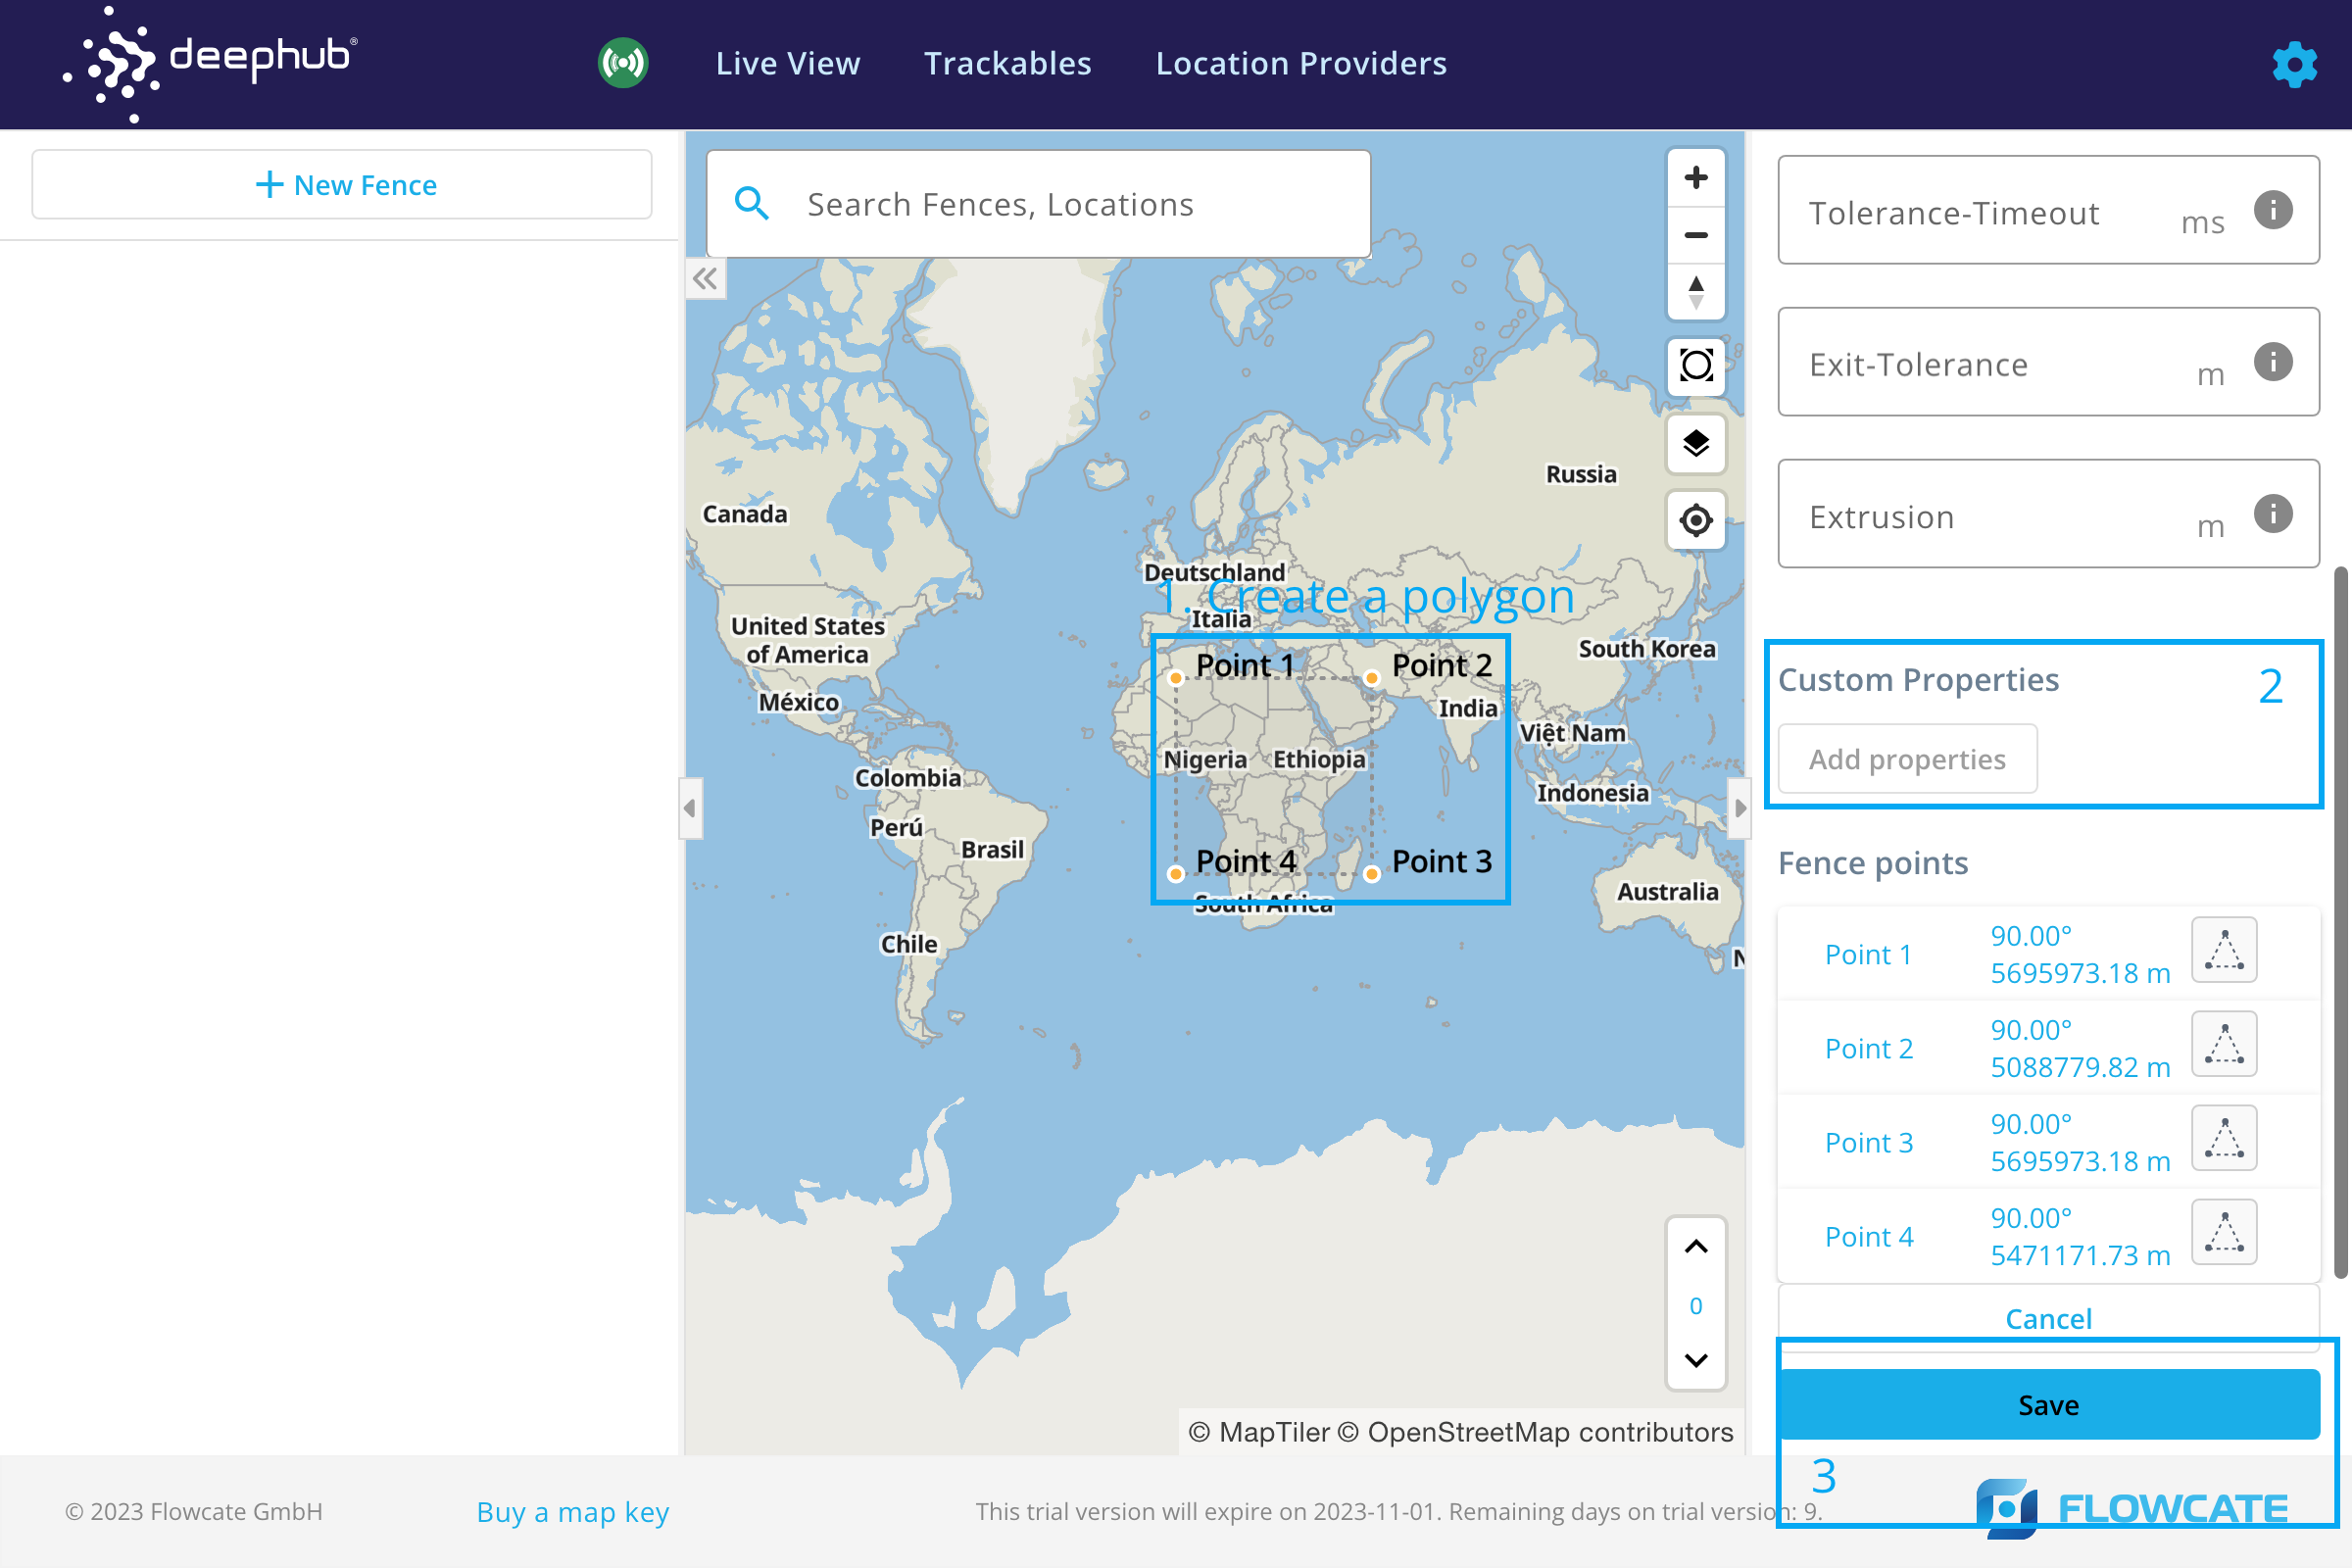 deephub®
Live View
Trackables
Location Providers
New Fence
Search Fences, Locations
Canada
Russia
Deutschland
1. Create a polygon
Italia
United States
of America
México
South Korea
Point 1
Point 2
India
Việt Nam
Nigeria
Ethiopia
Colombia
Indonesia
Perú
Brasil
Point 4
Point 3
South Africa
Australia
Chile
N
0
© MapTiler © OpenStreetMap contributors
Tolerance-Timeout ms
Exit-Tolerance m
Extrusion m
Custom Properties 2
Add properties
Fence points
Point 1 90.00°
5695973.18 m
Point 2 90.00°
5088779.82 m
Point 3 90.00°
5695973.18 m
Point 4 90.00°
5471171.73 m
Cancel
Save
3
© 2023 Flowcate GmbH
Buy a map key
This trial version will expire on 2023-11-01. Remaining days on trial version: 9.
FLOWCATE